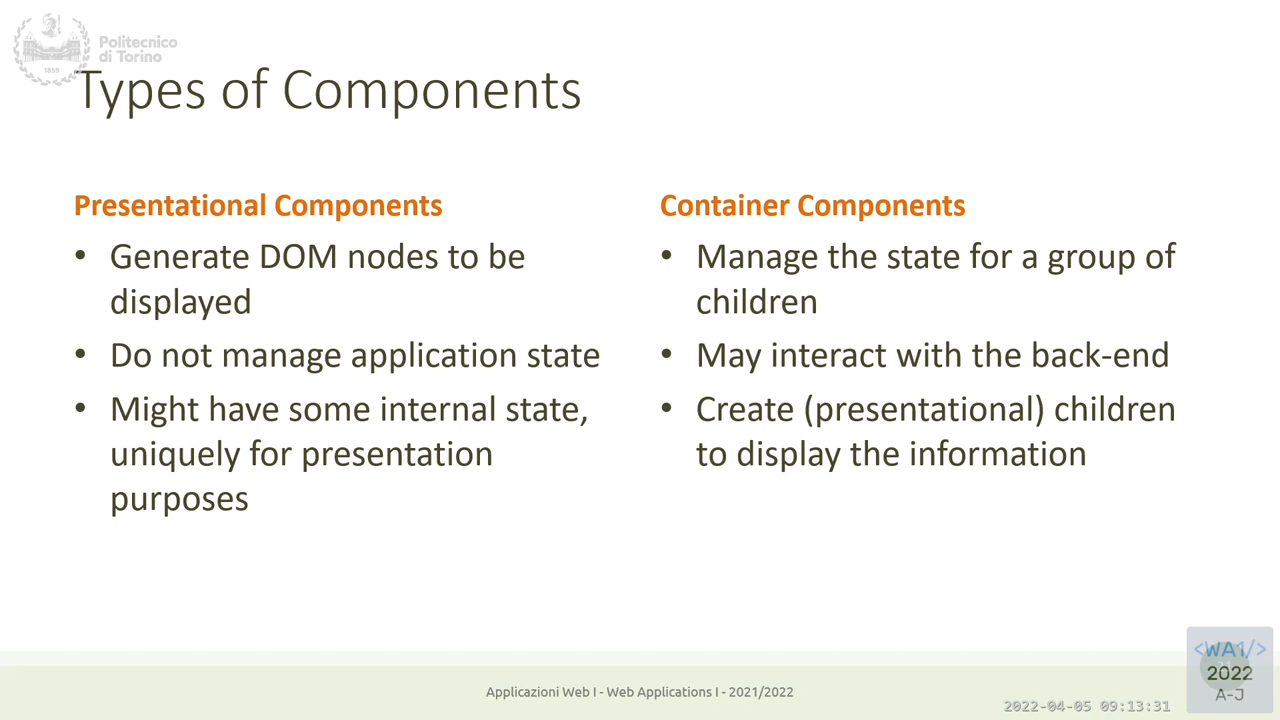 Politecnico
di Torino
1859
Types of Components
Presentational Components
• Generate DOM nodes to be
displayed
• Do not manage application state
• Might have some internal state,
uniquely for presentation
purposes
Container Components
• Manage the state for a group of
children
• May interact with the back-end
• Create (presentational) children
to display the information
Applicazioni Web I - Web Applications I - 2021/2022
2022-04-05 09:13:31
<WA1/>
2022
A-J